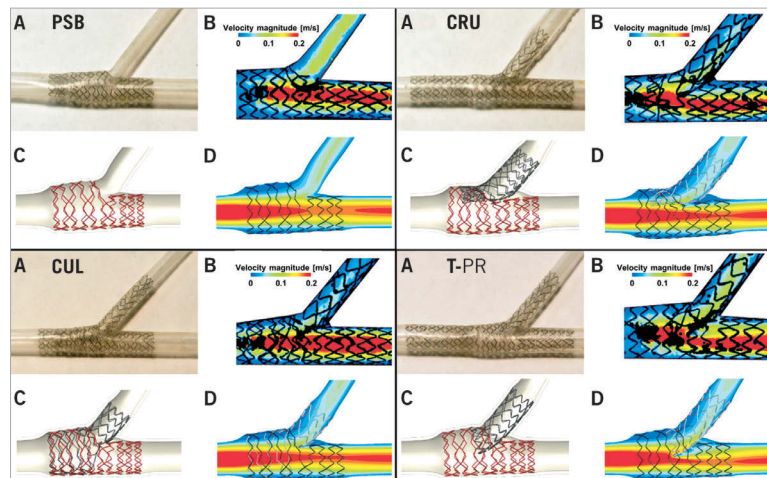 A PSB B Velocity magnitude [m/s]
0 0.1 0.2
C D
A CRU B Velocity magnitude [m/s]
0 0.1 0.2
C D
A CUL B Velocity magnitude [m/s]
0 0.1 0.2
C D
A T-PR B Velocity magnitude [m/s]
0 0.1 0.2
C D